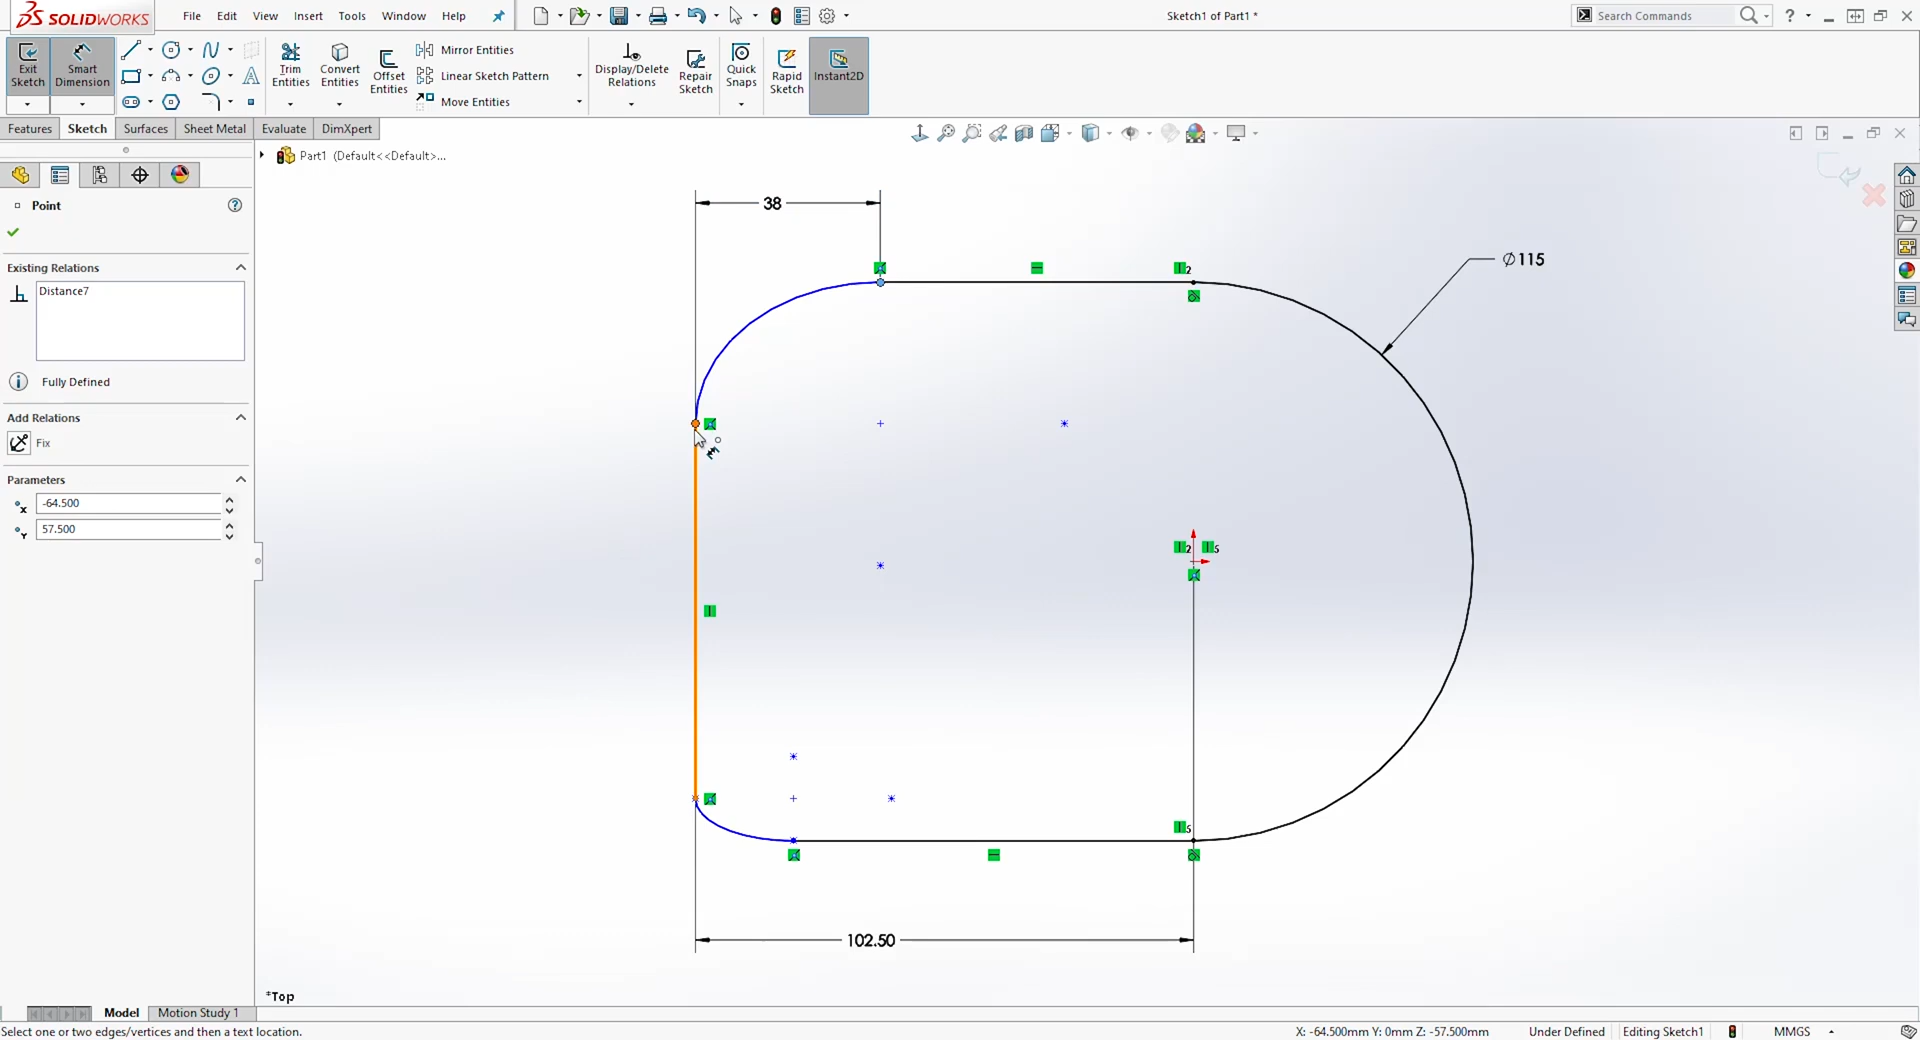 SOLIDWORKS
File Edit View Insert Tools Window Help
Sketch1 of Part1 *
Search Commands
?
Exit Sketch
Smart Dimension
Trim Entities
Convert Entities
Offset Entities
Mirror Entities
Linear Sketch Pattern
Move Entities
Display/Delete Relations
Repair Sketch
Quick Snaps
Rapid Sketch
Instant2D
Features Sketch Surfaces Sheet Metal Evaluate DimXpert
Part1 (Default<<Default>...
Point
?
Existing Relations
Distance7
Fully Defined
Add Relations
Fix
Parameters
X -64.500
Y 57.500
38
2
Ø115
2 5
5
102.50
*Top
Model Motion Study 1
Select one or two edges/vertices and then a text location.
X: -64.500mm Y: 0mm Z: -57.500mm
Under Defined
Editing Sketch1
MMGS